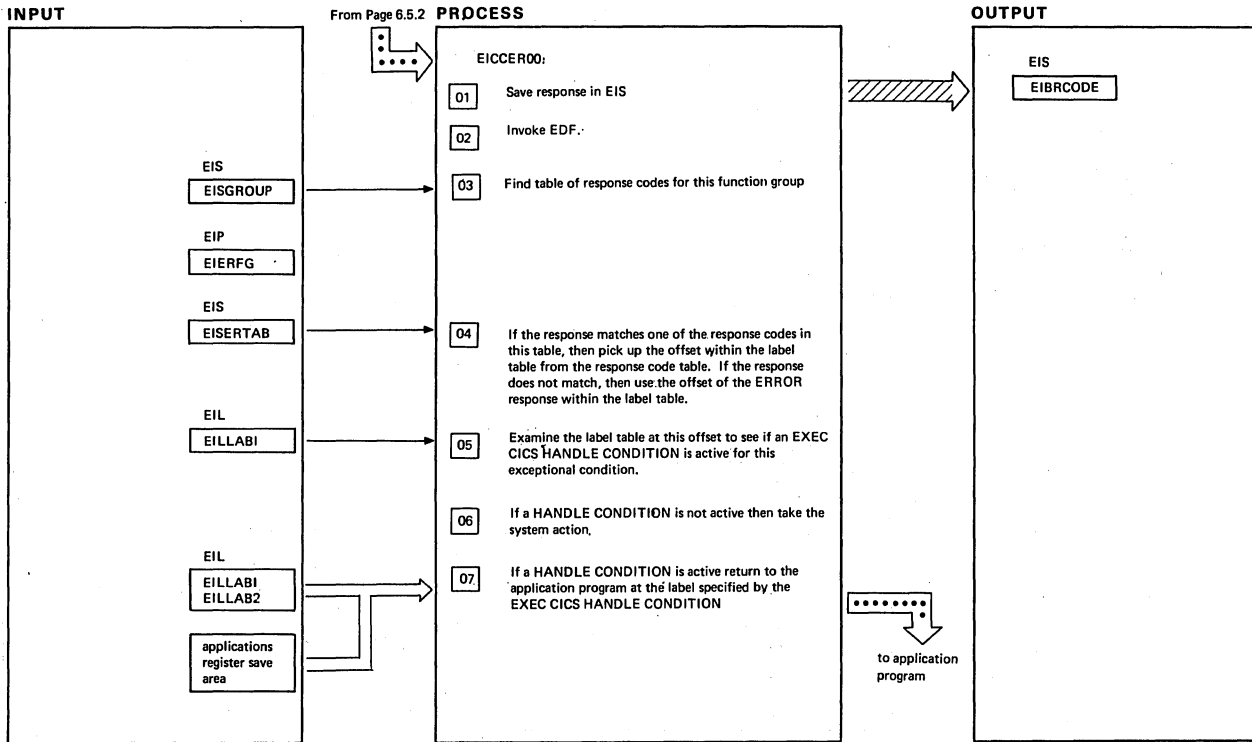 INPUT
From Page 6.5.2
PROCESS
OUTPUT
EICCER00:
01
Save response in EIS
02
Invoke EDF.
EIS
EISGROUP
03
Find table of response codes for this function group
EIP
EIERFG
EIS
EISERTAB
04
If the response matches one of the response codes in
this table, then pick up the offset within the label
table from the response code table. If the response
does not match, then use the offset of the ERROR
response within the label table.
EIL
EILLABI
05
Examine the label table at this offset to see if an EXEC
CICS HANDLE CONDITION is active for this
exceptional condition.
06
If a HANDLE CONDITION is not active then take the
system action.
EIL
EILLABI
EILLAB2
applications
register save
area
07
If a HANDLE CONDITION is active return to the
application program at the label specified by the
EXEC CICS HANDLE CONDITION
EIS
EIBRCODE
to application
program